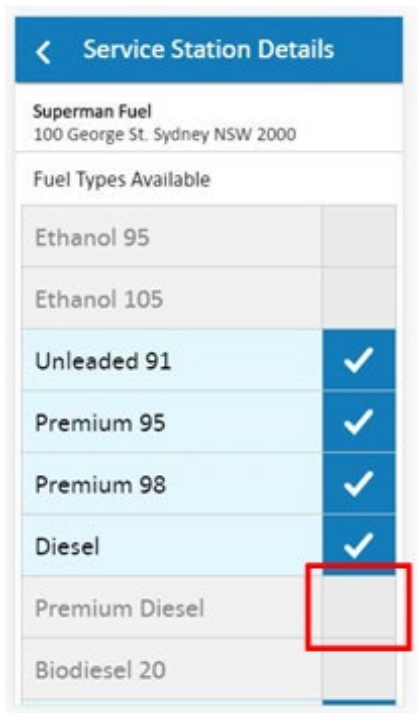 Service Station Details
Superman Fuel
100 George St. Sydney NSW 2000
Fuel Types Available
Ethanol 95
Ethanol 105
Unleaded 91
Premium 95
Premium 98
Diesel
Premium Diesel
Biodiesel 20